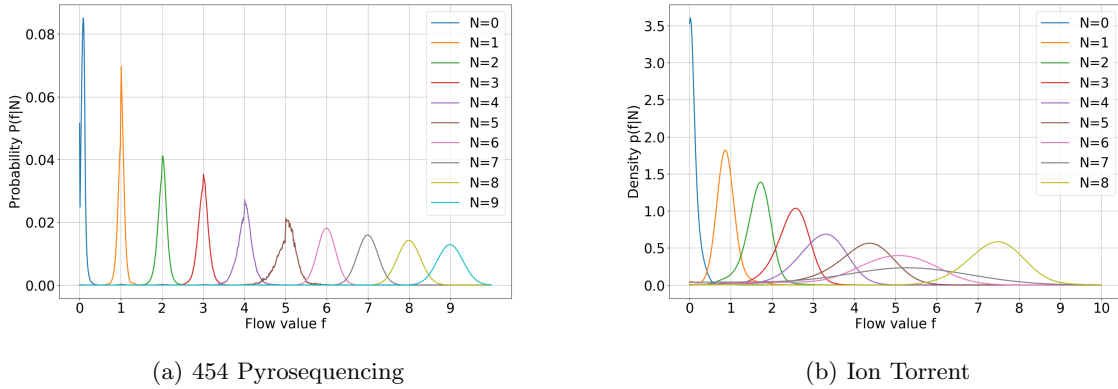 Probability P(f|N)
0.08
0.06
0.04
0.02
0.00
0 1 2 3 4 5 6 7 8 9
Flow value f
N=0
N=1
N=2
N=3
N=4
N=5
N=6
N=7
N=8
N=9
(a) 454 Pyrosequencing
Density p(f|N)
3.5
3.0
2.5
2.0
1.5
1.0
0.5
0.0
0 1 2 3 4 5 6 7 8 9 10
Flow value f
N=0
N=1
N=2
N=3
N=4
N=5
N=6
N=7
N=8
(b) Ion Torrent